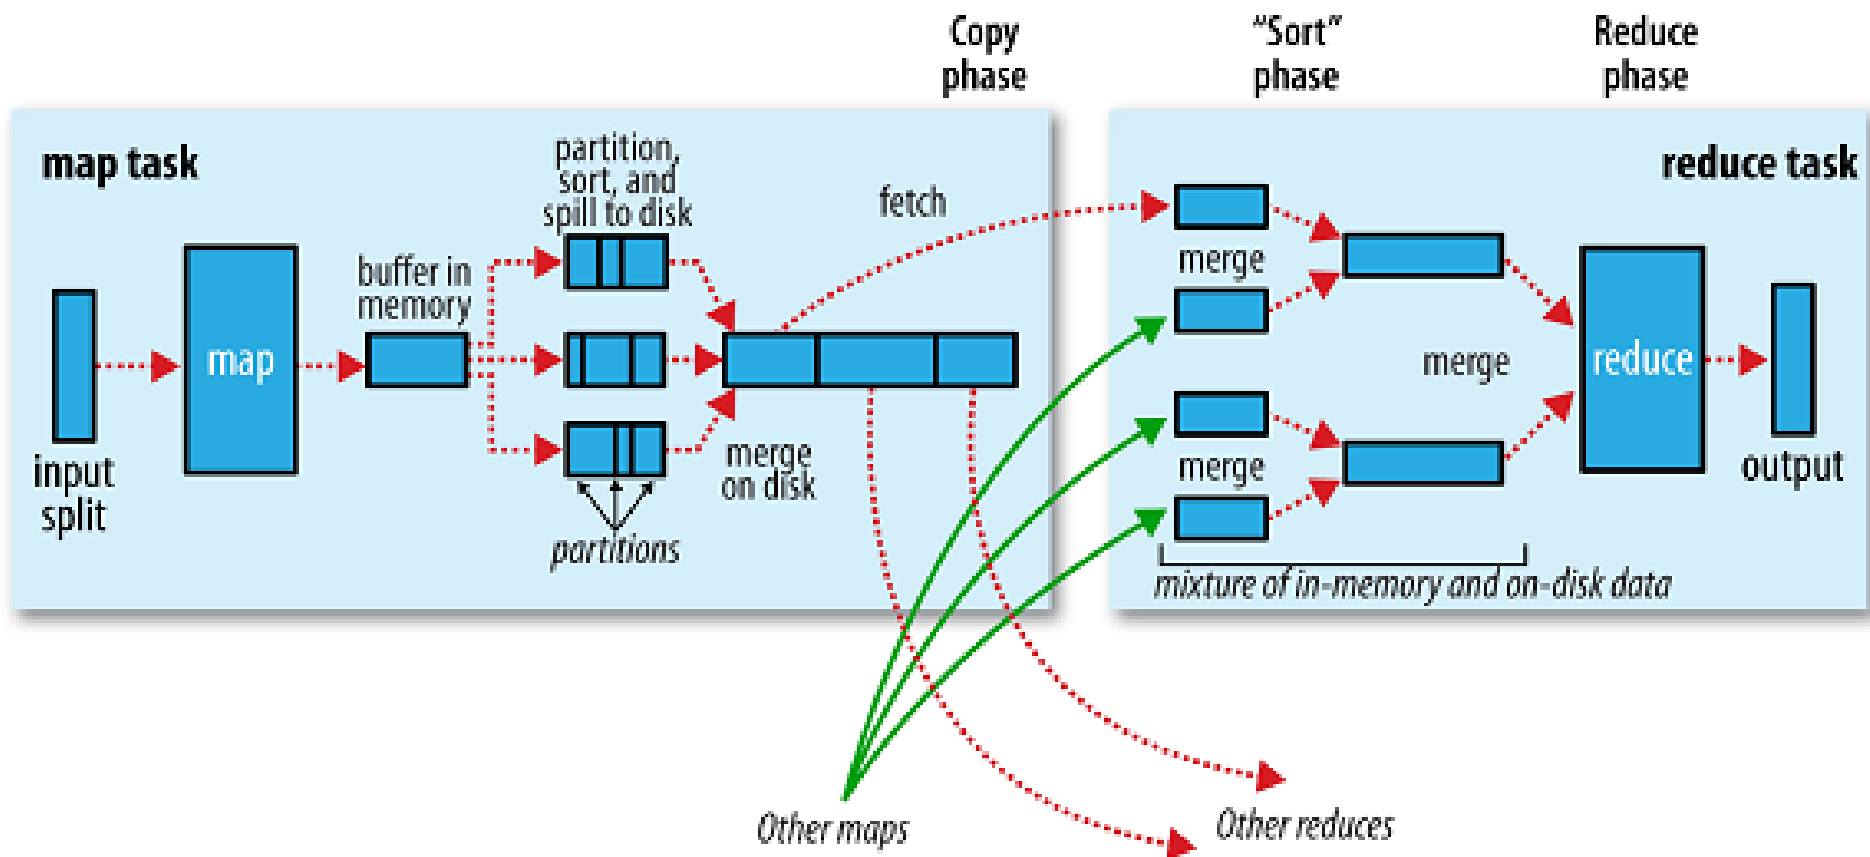 Copy
phase
“Sort”
phase
Reduce
phase
map task
partition,
sort, and
spill to disk
fetch
reduce task
buffer in
memory
merge
map
merge
reduce
input
split
merge
on disk
merge
output
partitions
mixture of in-memory and on-disk data
Other maps
Other reduces